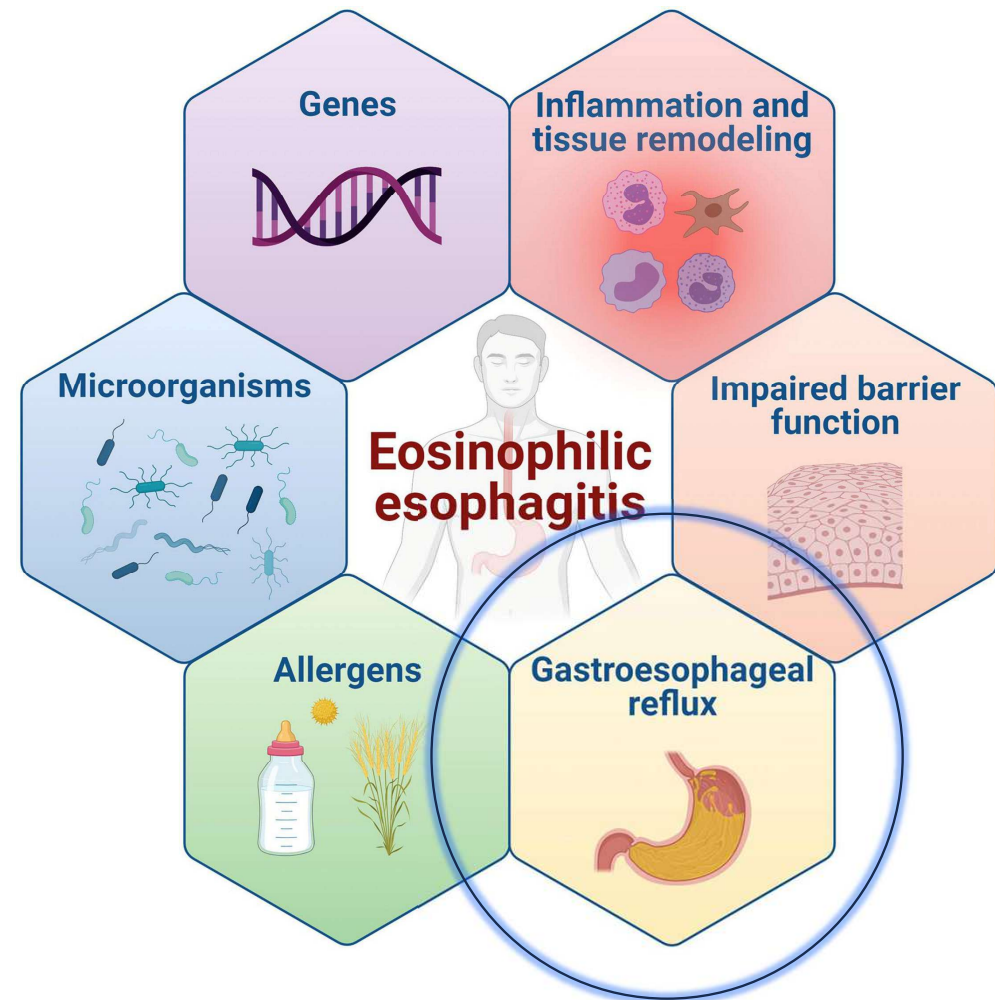 Genes
Inflammation and
tissue remodeling
Microorganisms
Impaired barrier
function
Eosinophilic
esophagitis
Allergens
Gastroesophageal
reflux